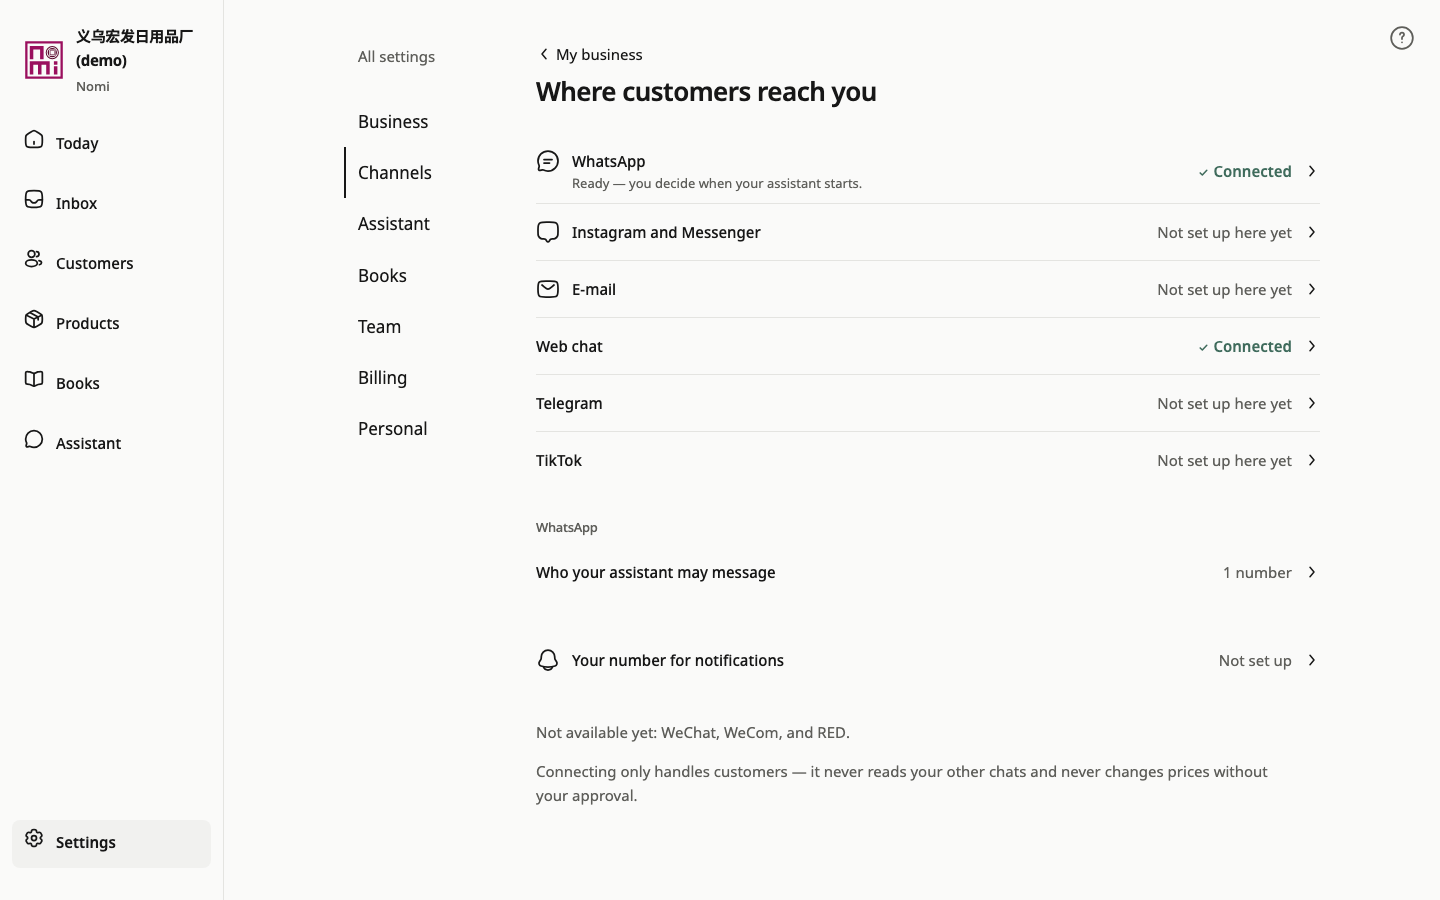 义乌宏发日用品厂
(demo)
Nomi
Today
Inbox
Customers
Products
Books
Assistant
Settings
All settings
Business
Channels
Assistant
Books
Team
Billing
Personal
My business
Where customers reach you
WhatsApp
Ready — you decide when your assistant starts.
Connected
Instagram and Messenger
Not set up here yet
E-mail
Not set up here yet
Web chat
Connected
Telegram
Not set up here yet
TikTok
Not set up here yet
WhatsApp
Who your assistant may message
1 number
Your number for notifications
Not set up
Not available yet: WeChat, WeCom, and RED.
Connecting only handles customers — it never reads your other chats and never changes prices without
your approval.